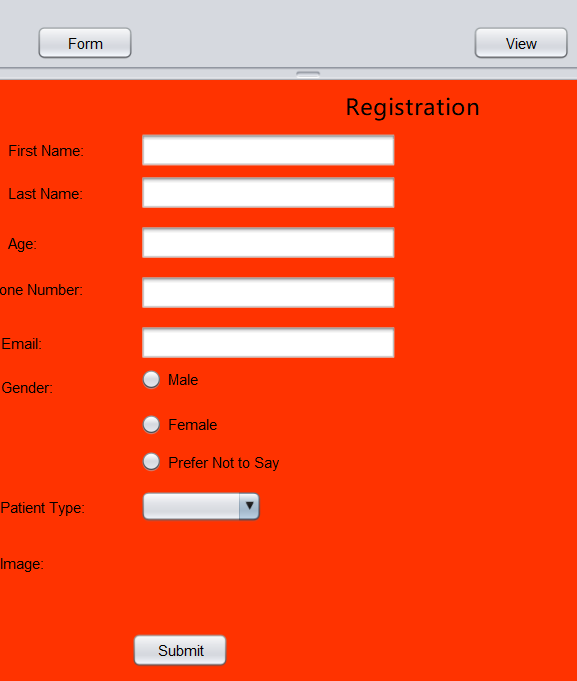 Form View
Registration
First Name:
Last Name:
Age:
one Number:
Email:
Gender: Male
Female
Prefer Not to Say
Patient Type:
Image:
Submit